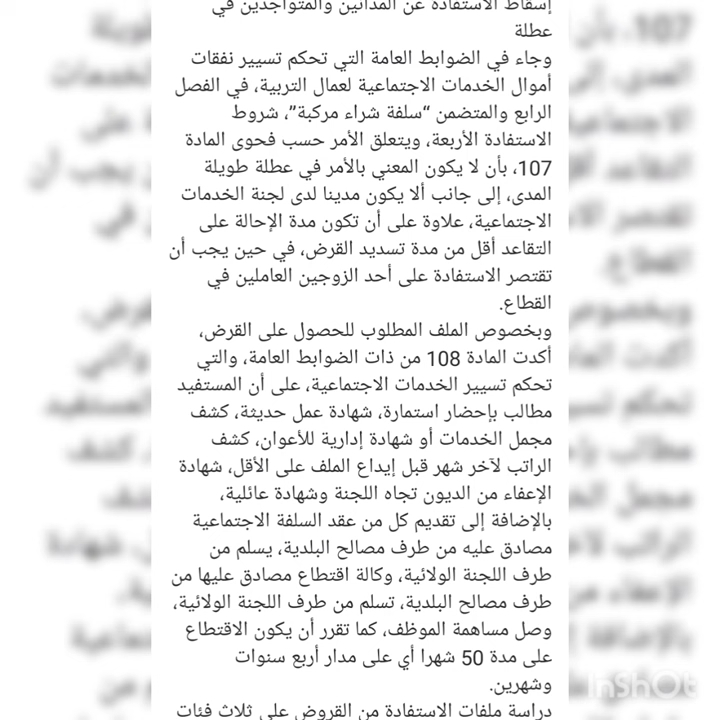 إسقاط الاستفادة عن المدانين والمتواجدين في
عطلة
وجاء في الضوابط العامة التي تحكم تسيير نفقات
أموال الخدمات الاجتماعية لعمال التربية، في الفصل
الرابع والمتضمن “سلفة شراء مركبة”، شروط
الاستفادة الأربعة، ويتعلق الأمر حسب فحوى المادة
107، بأن لا يكون المعني بالأمر في عطلة طويلة
المدى، إلى جانب ألا يكون مدينا لدى لجنة الخدمات
الاجتماعية، علاوة على أن تكون مدة الإحالة على
التقاعد أقل من مدة تسديد القرض، في حين يجب أن
تقتصر الاستفادة على أحد الزوجين العاملين في
القطاع.
وبخصوص الملف المطلوب للحصول على القرض،
أكدت المادة 108 من ذات الضوابط العامة، والتي
تحكم تسيير الخدمات الاجتماعية، على أن المستفيد
مطالب بإحضار استمارة، شهادة عمل حديثة، كشف
مجمل الخدمات أو شهادة إدارية للأعوان، كشف
الراتب لآخر شهر قبل إيداع الملف على الأقل، شهادة
الإعفاء من الديون تجاه اللجنة وشهادة عائلية،
بالإضافة إلى تقديم كل من عقد السلفة الاجتماعية
مصادق عليه من طرف مصالح البلدية، يسلم من
طرف اللجنة الولائية، وكالة اقتطاع مصادق عليها من
طرف مصالح البلدية، تسلم من طرف اللجنة الولائية،
وصل مساهمة الموظف، كما تقرر أن يكون الاقتطاع
على مدة 50 شهرا أي على مدار أربع سنوات
وشهرين.
دراسة ملفات الاستفادة من القروض على ثلاث فئات
InShOt